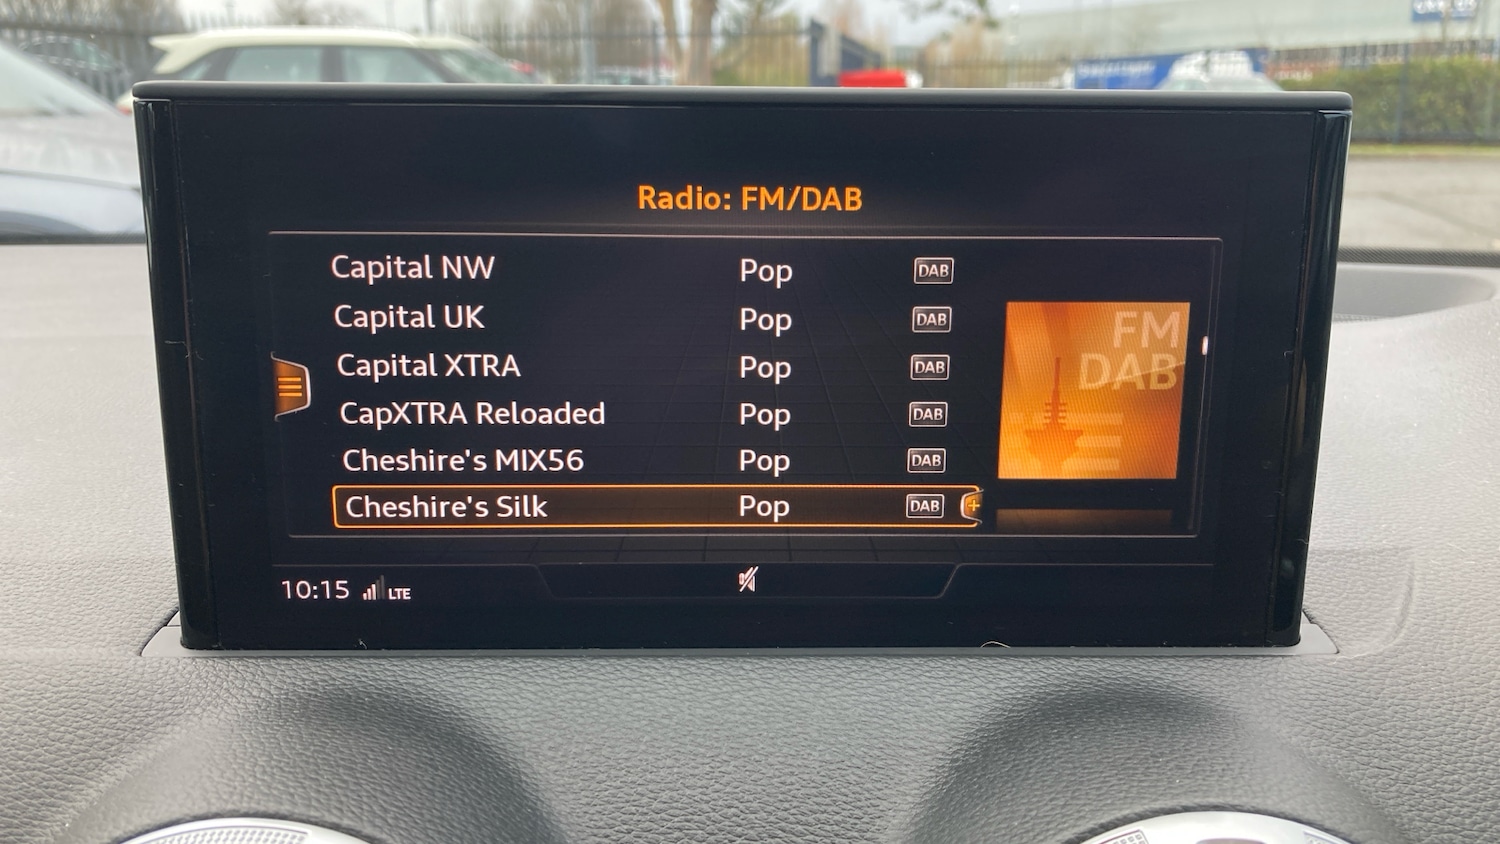 Radio: FM/DAB
Capital NW Pop DAB
Capital UK Pop DAB
Capital XTRA Pop DAB
CapXTRA Reloaded Pop DAB
Cheshire's MIX56 Pop DAB
Cheshire's Silk Pop DAB
FM
DAB
10:15 LTE